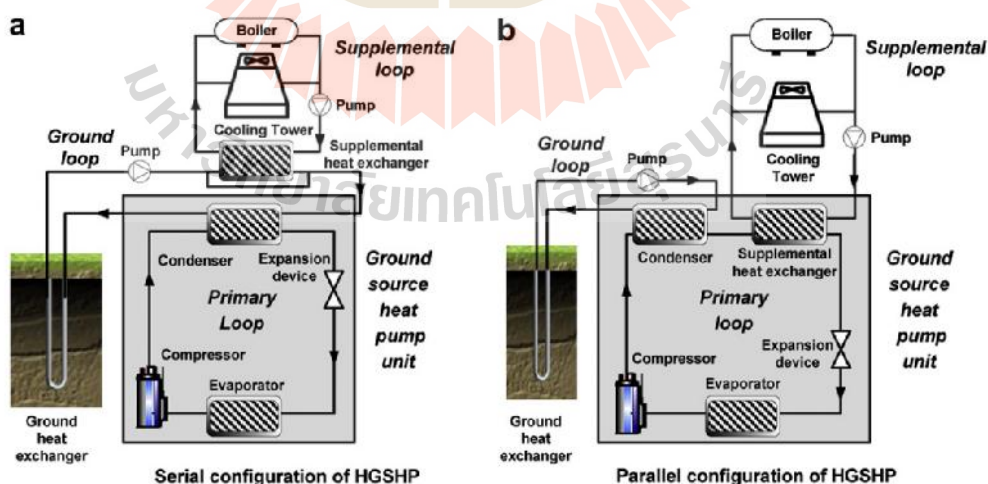 a
Boiler
Supplemental
loop
Pump
Cooling Tower
Ground
loop
Pump
Supplemental
heat exchanger
Condenser
Expansion
device
Primary
Loop
Compressor
Evaporator
Ground
source
heat
pump
unit
Ground
heat
exchanger
Serial configuration of HGSHP
b
Boiler
Supplemental
loop
Pump
Cooling
Tower
Ground
loop
Pump
Condenser
Supplemental
heat exchanger
Primary
loop
Expansion
device
Compressor
Evaporator
Ground
source
heat
pump
unit
Ground
heat
exchanger
Parallel configuration of HGSHP